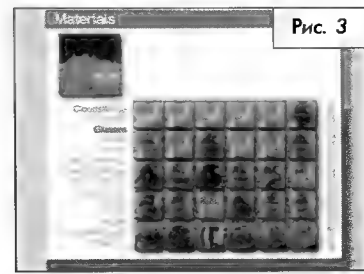 Materials
Рис. 3
Glasses